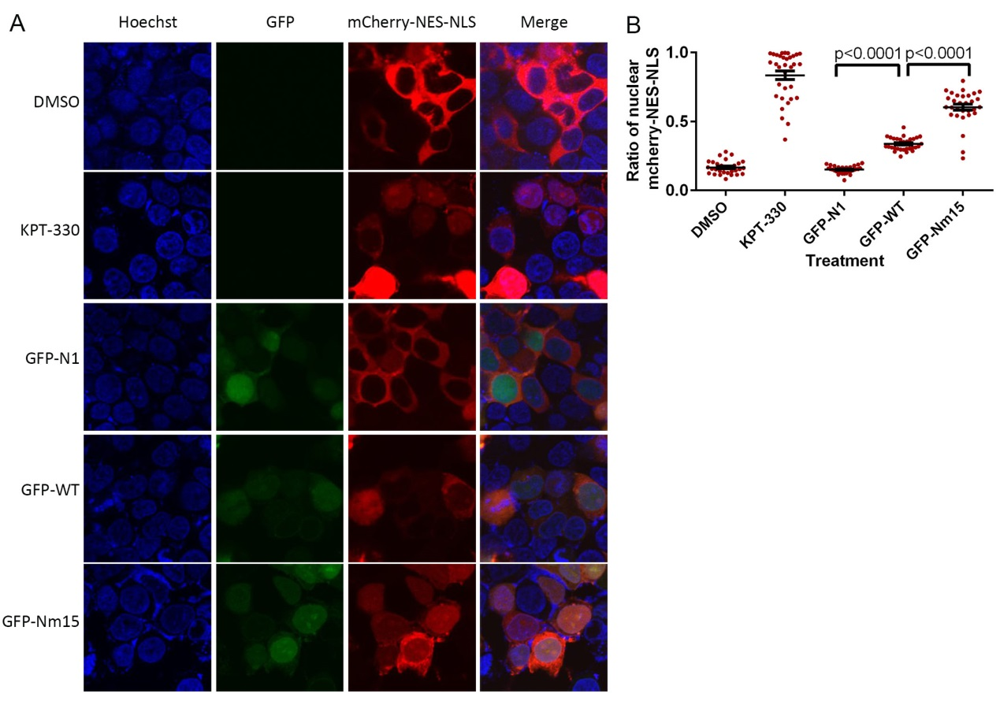 A
Hoechst GFP mCherry-NES-NLS Merge
DMSO
KPT-330
GFP-N1
GFP-WT
GFP-Nm15
B
p<0.0001 p<0.0001
Ratio of nuclear
mcherry-NES-NLS
1.0
0.5
0.0
DMSO KPT-330 GFP-N1 GFP-WT GFP-Nm15
Treatment